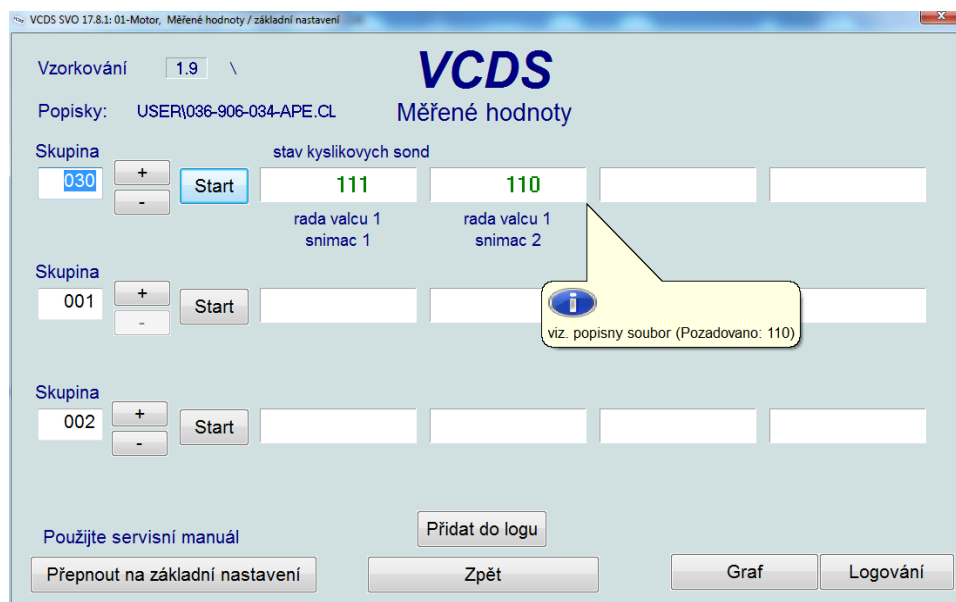 VCDS SVO 17.8.1: 01-Motor, Měřené hodnoty / základní nastavení
x
Vzorkování 1.9 \
VCDS
Popisky: USER\036-906-034-APE.CL
Měřené hodnoty
Skupina
stav kyslikovych sond
030 + - Start 111 110
rada valcu 1 rada valcu 1
snimac 1 snimac 2
Skupina
001 + - Start
i
viz. popisny soubor (Pozadovano: 110)
Skupina
002 + - Start
Použijte servisní manuál
Přidat do logu
Přepnout na základní nastavení Zpět Graf Logování